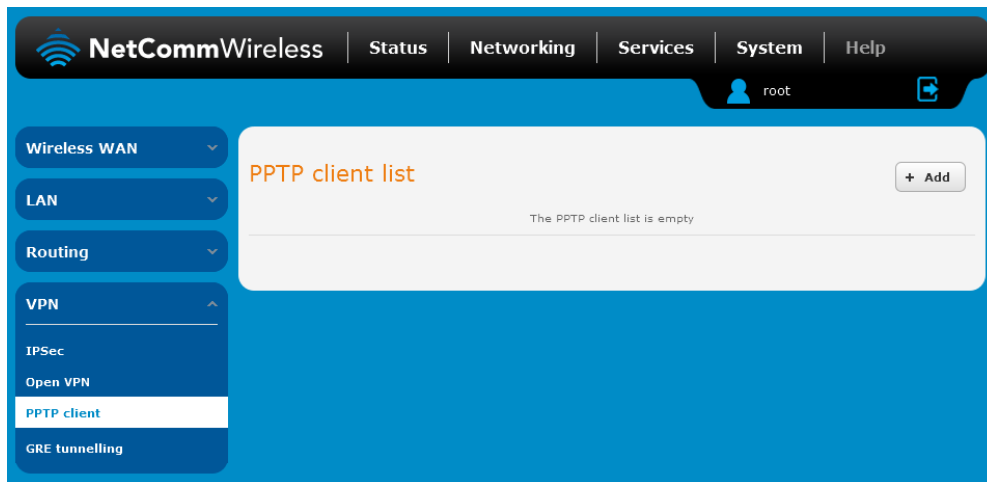 NetCommWireless Status Networking Services System Help
root
Wireless WAN
LAN
Routing
VPN
IPSec
Open VPN
PPTP client
GRE tunnelling
PPTP client list
+ Add
The PPTP client list is empty